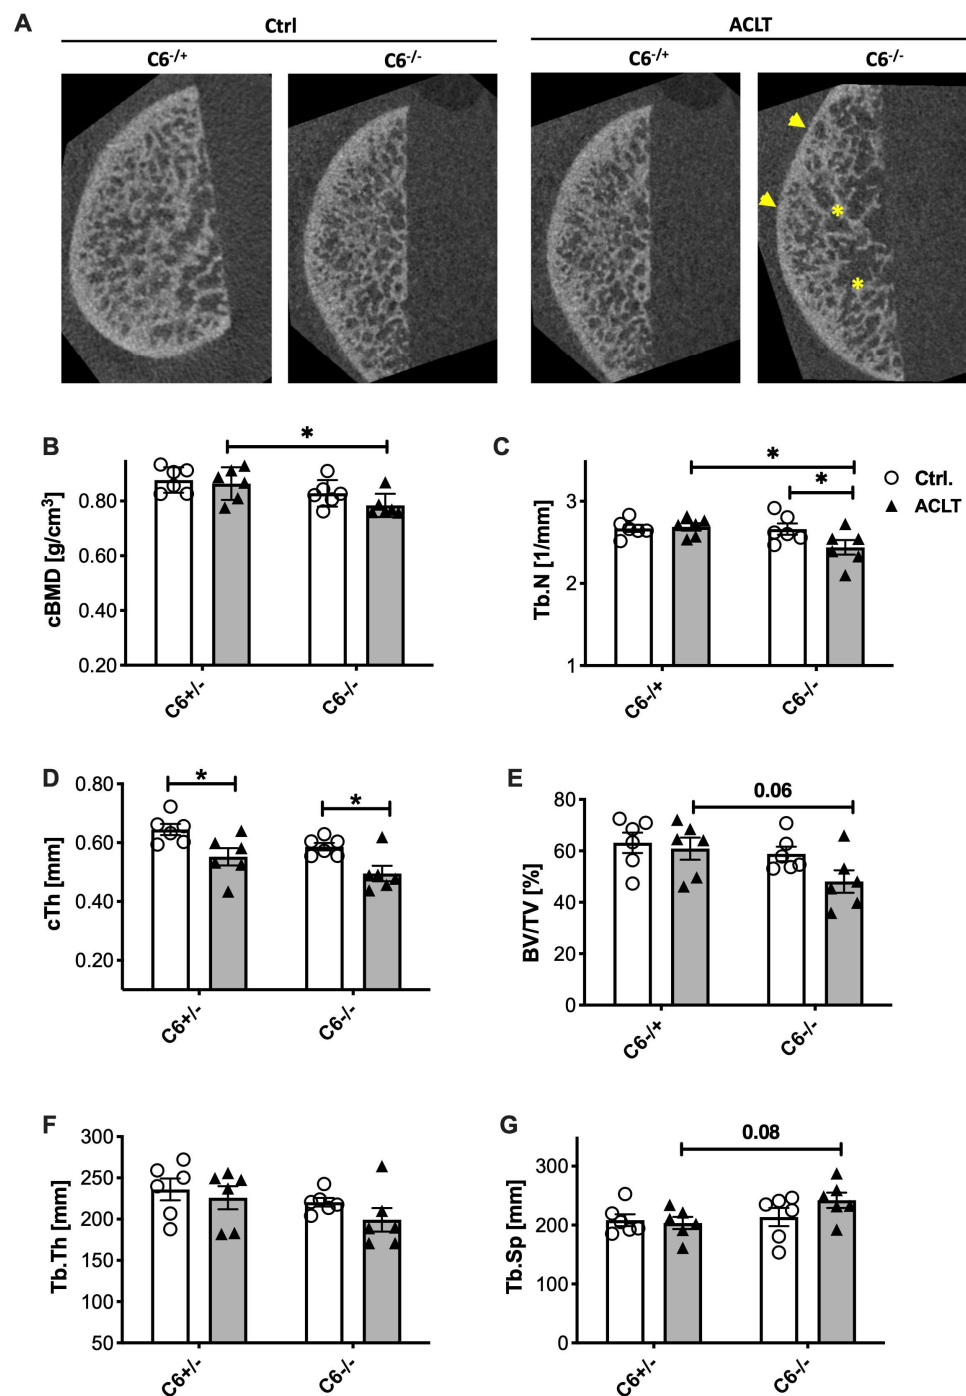 A
Ctrl
ACLT
C6-/+
C6-/-
C6-/+
C6-/-
*
*
B
*
cBMD [g/cm3]
0.80
0.60
0.40
0.20
C6+/-
C6-/-
C
*
*
Ctrl.
ACLT
Tb.N [1/mm]
3
2
1
C6-/+
C6-/-
D
*
*
cTh [mm]
0.80
0.60
0.40
0.20
C6+/-
C6-/-
E
0.06
BV/TV [%]
80
60
40
20
0
C6-/+
C6-/-
F
Tb.Th [mm]
300
250
200
150
100
50
C6+/-
C6-/-
G
0.08
Tb.Sp [mm]
300
200
100
0
C6+/-
C6-/-